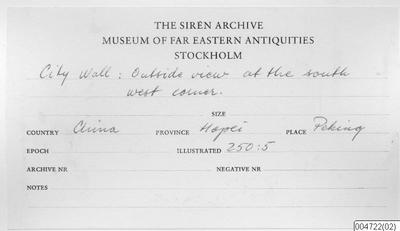 THE SIRÉN ARCHIVE
MUSEUM OF FAR EASTERN ANTIQUITIES
STOCKHOLM
City Wall: Outside view at the south
west corner.
SIZE
COUNTRY China PROVINCE Hopei PLACE Peking
EPOCH ILLUSTRATED 250:5
ARCHIVE NR NEGATIVE NR
NOTES
004722(02)